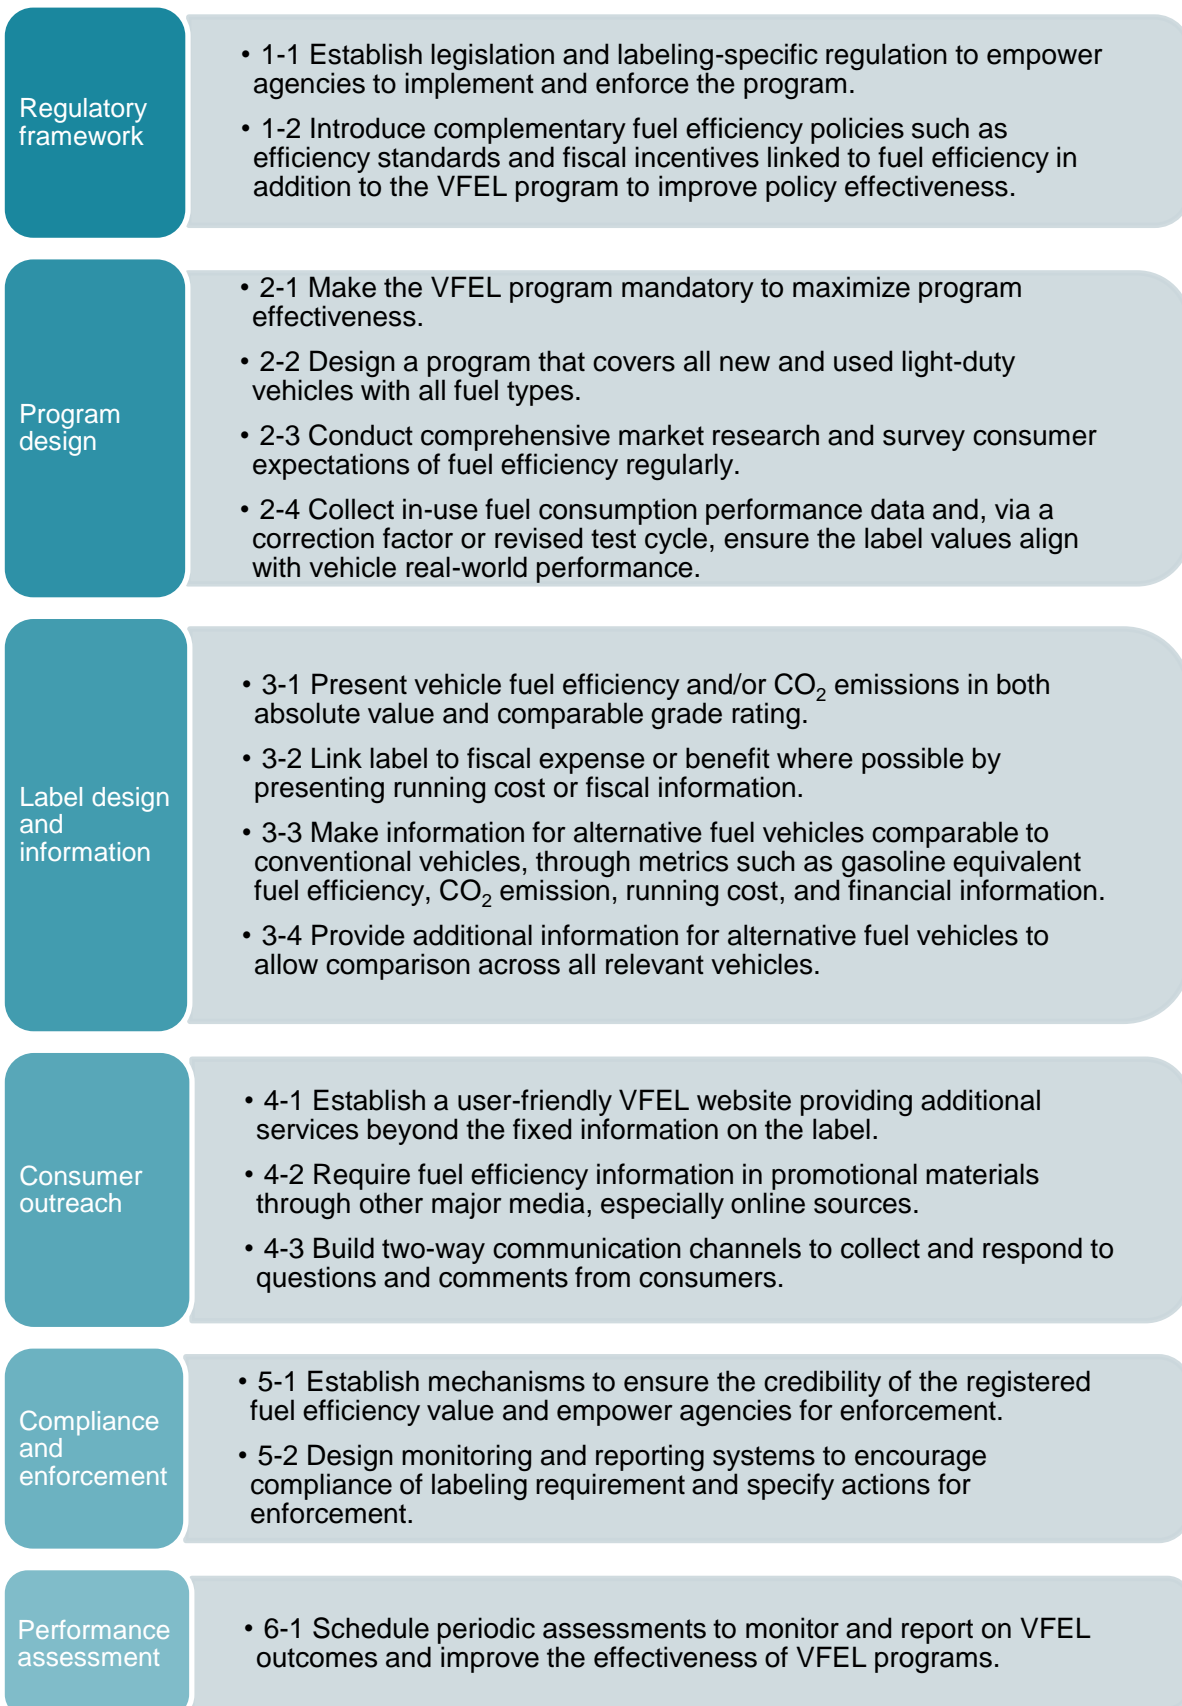 Regulatory
framework
• 1-1 Establish legislation and labeling-specific regulation to empower
agencies to implement and enforce the program.
• 1-2 Introduce complementary fuel efficiency policies such as
efficiency standards and fiscal incentives linked to fuel efficiency in
addition to the VFEL program to improve policy effectiveness.
Program
design
• 2-1 Make the VFEL program mandatory to maximize program
effectiveness.
• 2-2 Design a program that covers all new and used light-duty
vehicles with all fuel types.
• 2-3 Conduct comprehensive market research and survey consumer
expectations of fuel efficiency regularly.
• 2-4 Collect in-use fuel consumption performance data and, via a
correction factor or revised test cycle, ensure the label values align
with vehicle real-world performance.
Label design
and
information
• 3-1 Present vehicle fuel efficiency and/or CO₂ emissions in both
absolute value and comparable grade rating.
• 3-2 Link label to fiscal expense or benefit where possible by
presenting running cost or fiscal information.
• 3-3 Make information for alternative fuel vehicles comparable to
conventional vehicles, through metrics such as gasoline equivalent
fuel efficiency, CO₂ emission, running cost, and financial information.
• 3-4 Provide additional information for alternative fuel vehicles to
allow comparison across all relevant vehicles.
Consumer
outreach
• 4-1 Establish a user-friendly VFEL website providing additional
services beyond the fixed information on the label.
• 4-2 Require fuel efficiency information in promotional materials
through other major media, especially online sources.
• 4-3 Build two-way communication channels to collect and respond to
questions and comments from consumers.
Compliance
and
enforcement
• 5-1 Establish mechanisms to ensure the credibility of the registered
fuel efficiency value and empower agencies for enforcement.
• 5-2 Design monitoring and reporting systems to encourage
compliance of labeling requirement and specify actions for
enforcement.
Performance
assessment
• 6-1 Schedule periodic assessments to monitor and report on VFEL
outcomes and improve the effectiveness of VFEL programs.